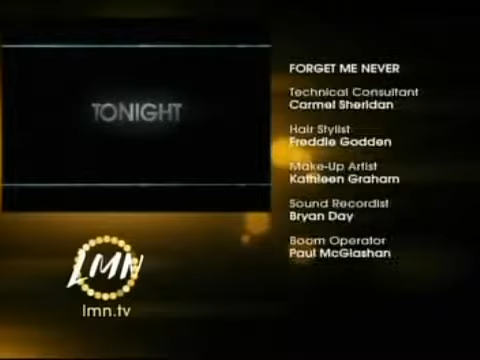 TONIGHT
LMN
lmn.tv
FORGET ME NEVER
Technical Consultant
Carmel Sheridan
Hair Stylist
Freddie Godden
Make-Up Artist
Kathleen Graham
Sound Recordist
Bryan Day
Boom Operator
Paul McGlashan